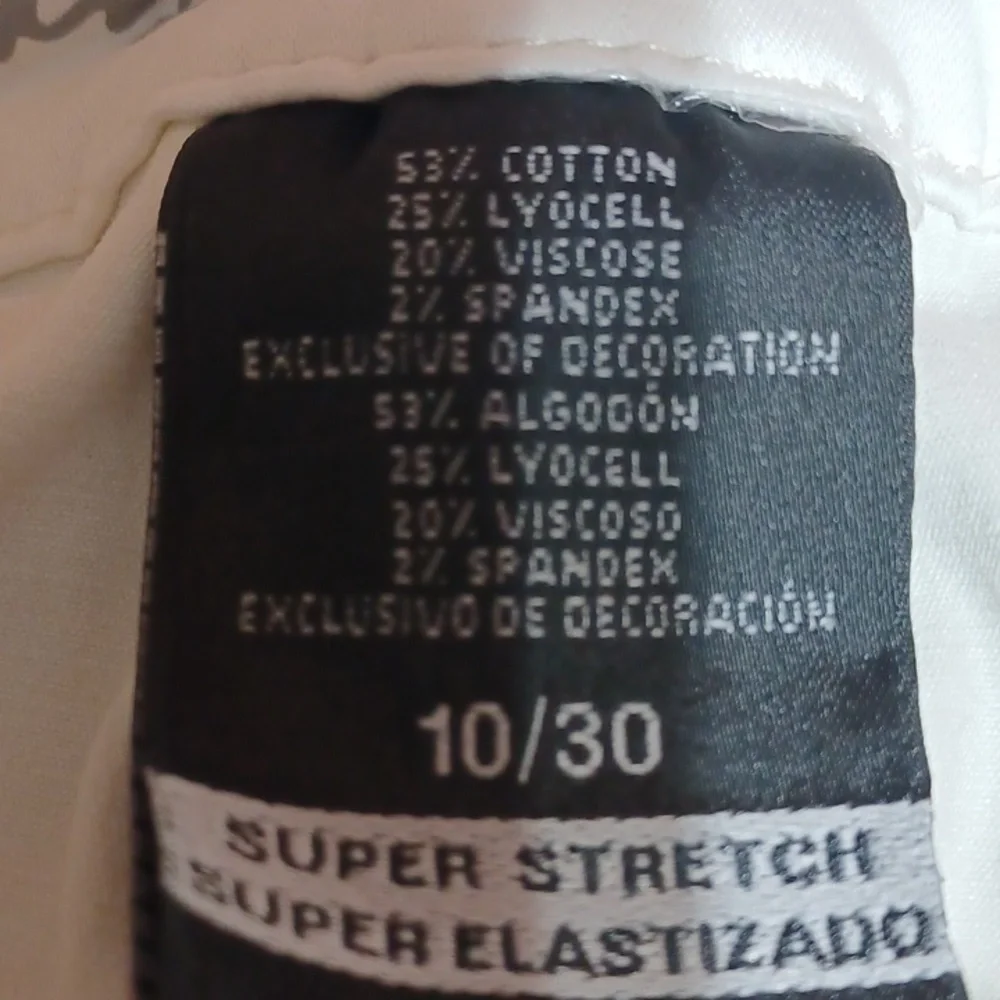 53% COTTON
25% LYOCELL
20% VISCOSE
2% SPANDEX
EXCLUSIVE OF DECORATION
53% ALGODÓN
25% LYOCELL
20% VISCOSO
2% SPANDEX
EXCLUSIVO DE DECORACIÓN
10/30
SUPER STRETCH
SUPER ELASTIZADO